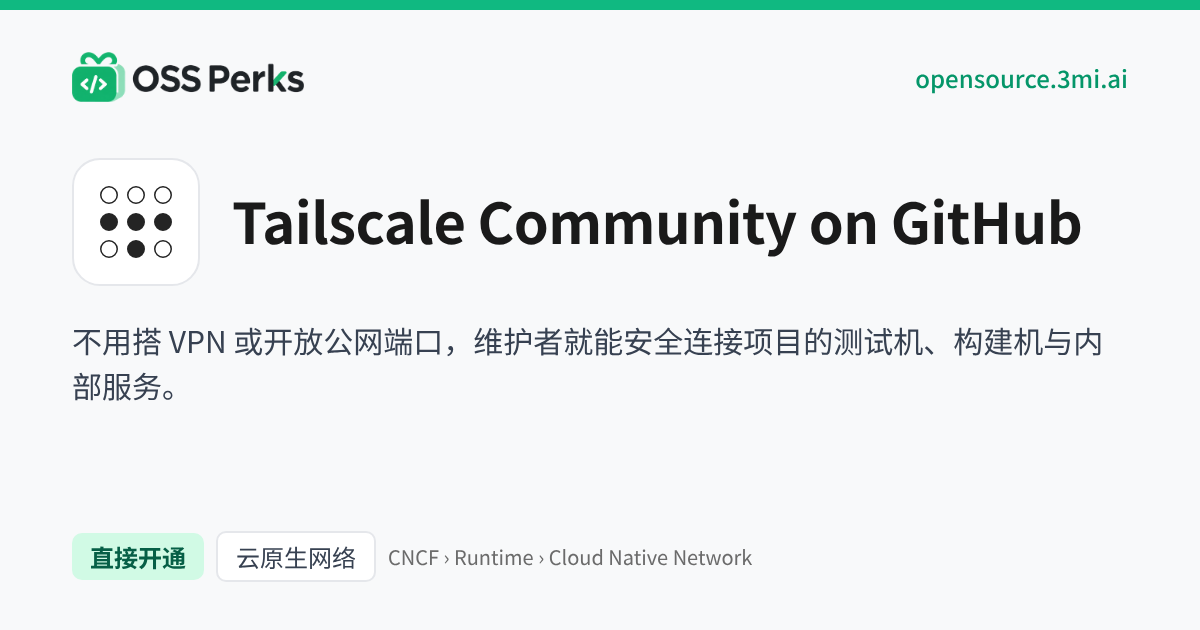 </> OSS Perks
opensource.3mi.ai
Tailscale Community on GitHub
不用搭 VPN 或开放公网端口，维护者就能安全连接项目的测试机、构建机与内
部服务。
直接开通 云原生网络 CNCF › Runtime › Cloud Native Network